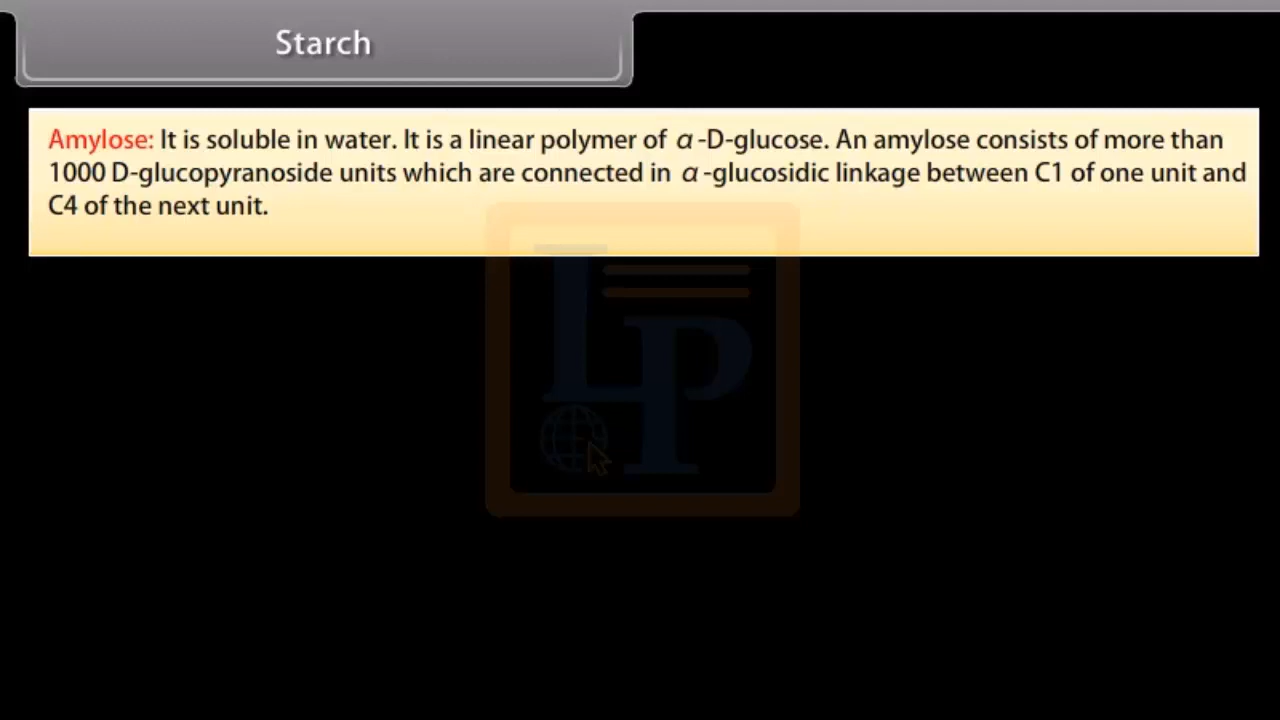 Starch
Amylose: It is soluble in water. It is a linear polymer of α-D-glucose. An amylose consists of more than
1000 D-glucopyranoside units which are connected in α-glucosidic linkage between C1 of one unit and
C4 of the next unit.
LP